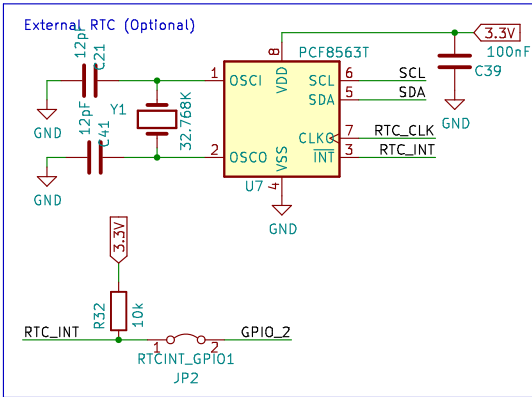 External RTC (Optional)
12pF
C21
GND
12pF
C41
GND
Y1
32.768K
PCF8563T
1
OSCI
2
OSCO
8
VDD
VSS
4
U7
GND
SCL
6
SCL
SDA
5
SDA
CLKO
7
RTC_CLK
INT
3
RTC_INT
3.3V
100nF
C39
GND
3.3V
R32
10k
RTC_INT
1
2
GPIO_2
RTCINT_GPIO1
JP2